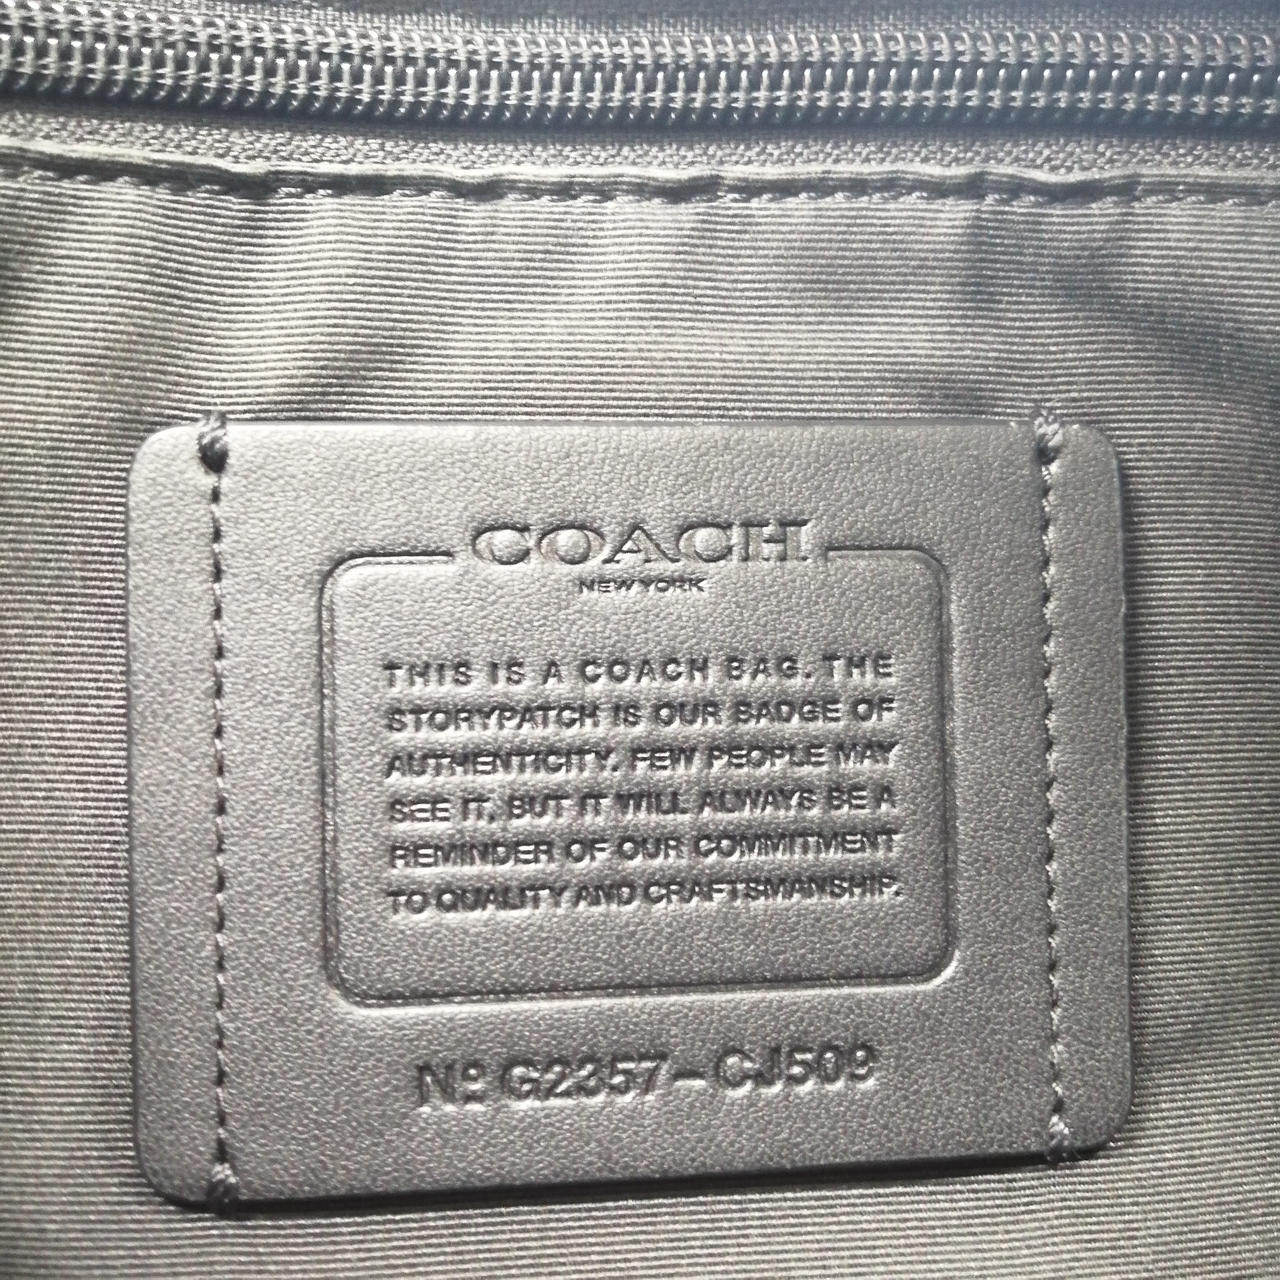 COACH
NEW YORK
THIS IS A COACH BAG. THE
STORYPATCH IS OUR BADGE OF
AUTHENTICITY. FEW PEOPLE MAY
SEE IT, BUT IT WILL ALWAYS BE A
REMINDER OF OUR COMMITMENT
TO QUALITY AND CRAFTSMANSHIP.
Nº G2357-CJ509